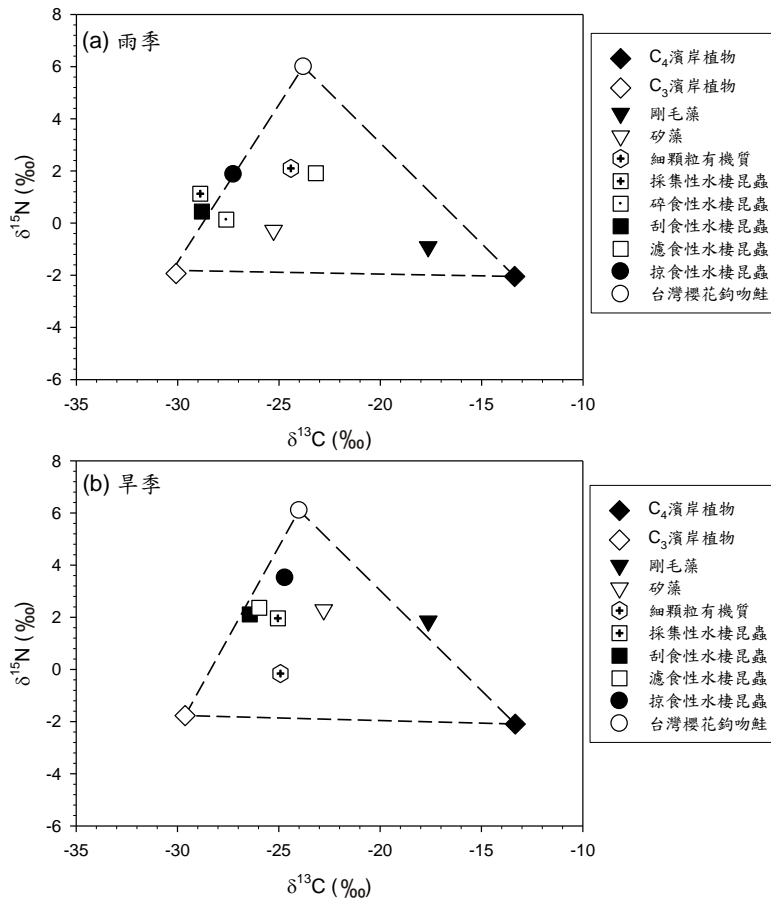 (a) 雨季
8
6
4
2
0
-2
-4
-6
δ¹⁵N (‰)
-35 -30 -25 -20 -15 -10
δ¹³C (‰)
C₄濱岸植物
C₃濱岸植物
剛毛藻
矽藻
細顆粒有機質
採集性水棲昆蟲
碎食性水棲昆蟲
刮食性水棲昆蟲
濾食性水棲昆蟲
掠食性水棲昆蟲
台灣櫻花鉤吻鮭
(b) 旱季
8
6
4
2
0
-2
-4
-6
δ¹⁵N (‰)
-35 -30 -25 -20 -15 -10
δ¹³C (‰)
C₄濱岸植物
C₃濱岸植物
剛毛藻
矽藻
細顆粒有機質
採集性水棲昆蟲
刮食性水棲昆蟲
濾食性水棲昆蟲
掠食性水棲昆蟲
台灣櫻花鉤吻鮭